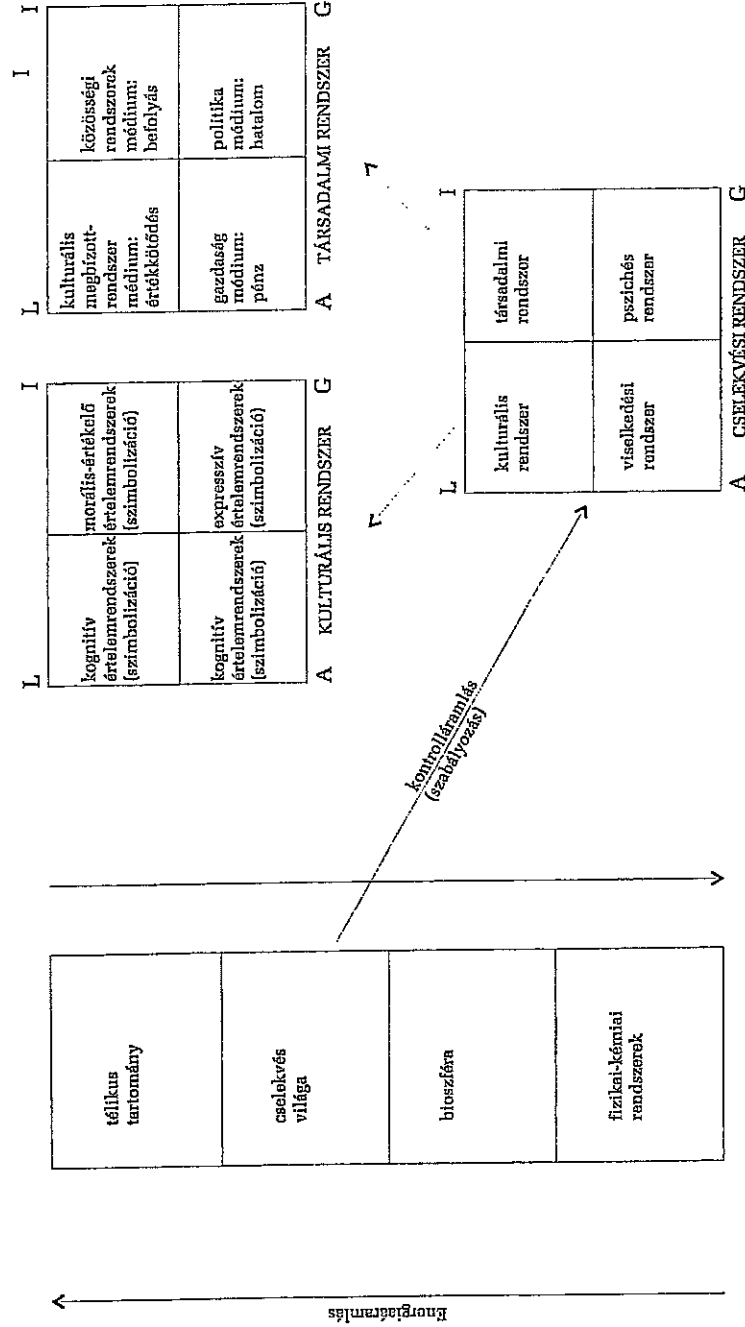 Energiaáramlás
télikus
tartomány
cselekvés
világa
bioszféra
fizikai-kémiai
rendszerek
kontrolláramlás
(szabályozás)
L I
kognitív
értelemrendszerek
(szimbolizáció)
morális-értékelő
értelemrendszerek
(szimbolizáció)
kognitív
értelemrendszerek
(szimbolizáció)
expresszív
értelemrendszerek
(szimbolizáció)
A KULTURÁLIS RENDSZER G
L I I
kulturális
megbízott-
rendszer
médium:
értékkötődés
közösségi
rendszerek
médium:
befolyás
gazdaság
médium:
pénz
politika
médium:
hatalom
A TÁRSADALMI RENDSZER G
L I
kulturális
rendszer
társadalmi
rendszer
viselkedési
rendszer
pszichés
rendszer
A CSELEKVÉSI RENDSZER G